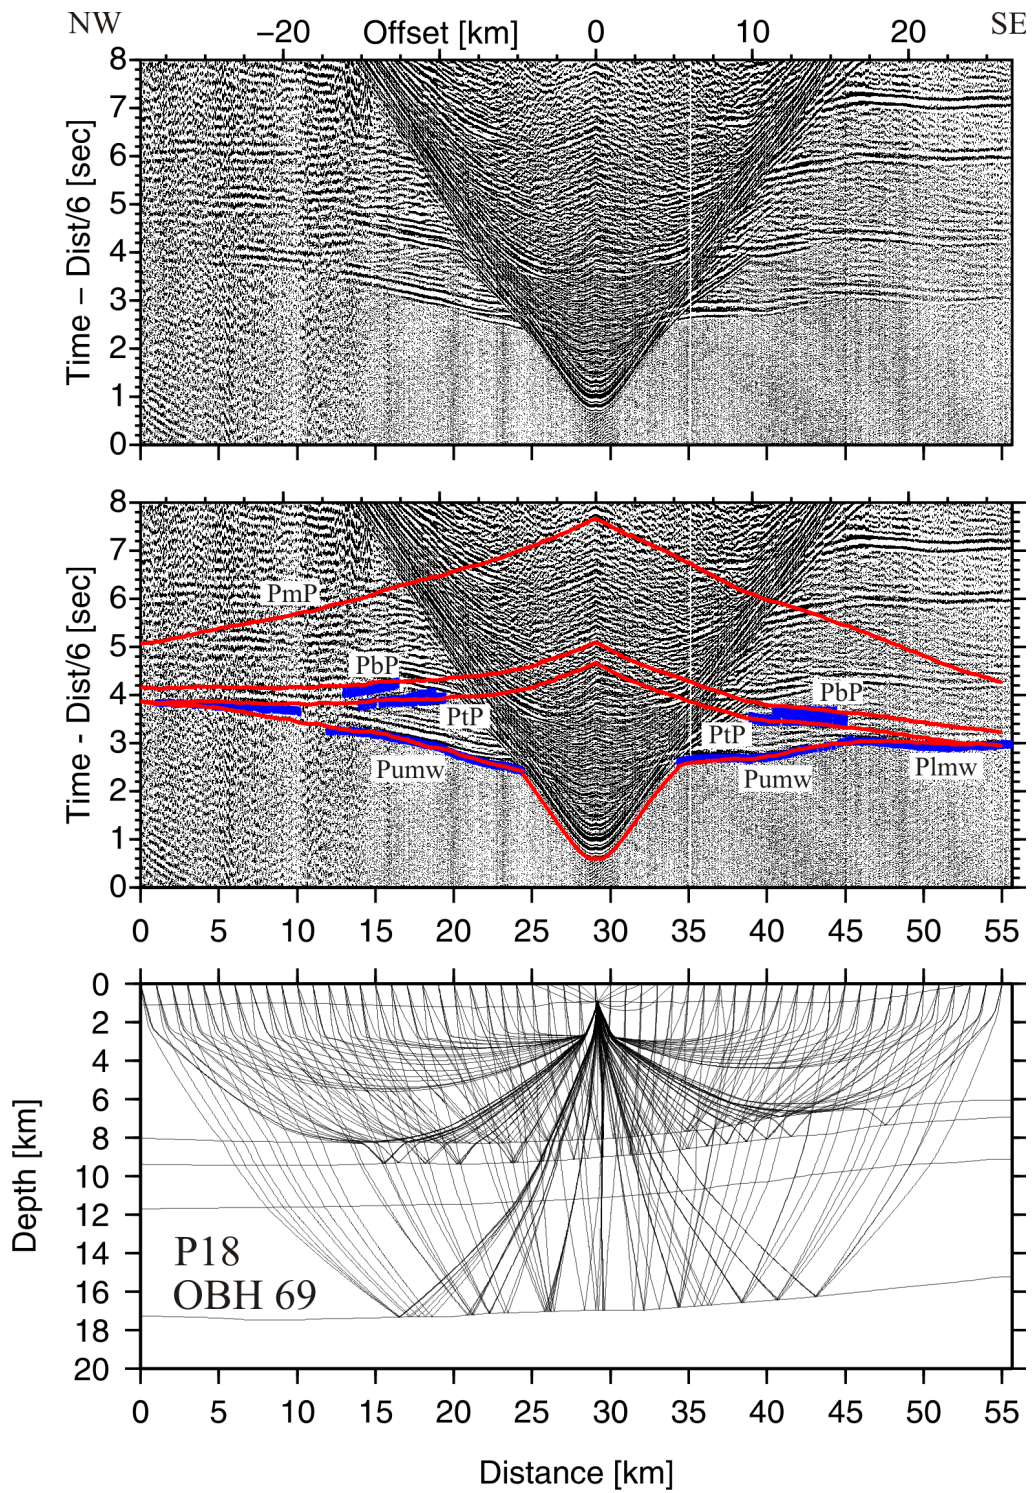 NW −20 Offset [km] 0 10 20 SE
8
7
6
5
4
3
2
1
0
Time – Dist/6 [sec]
8
7
6
5
4
3
2
1
0
Time - Dist/6 [sec]
PmP
PbP
PtP
Pumw
PbP
PtP
Pumw
Plmw
0 5 10 15 20 25 30 35 40 45 50 55
0
2
4
6
8
10
12
14
16
18
20
Depth [km]
P18
OBH 69
0 5 10 15 20 25 30 35 40 45 50 55
Distance [km]